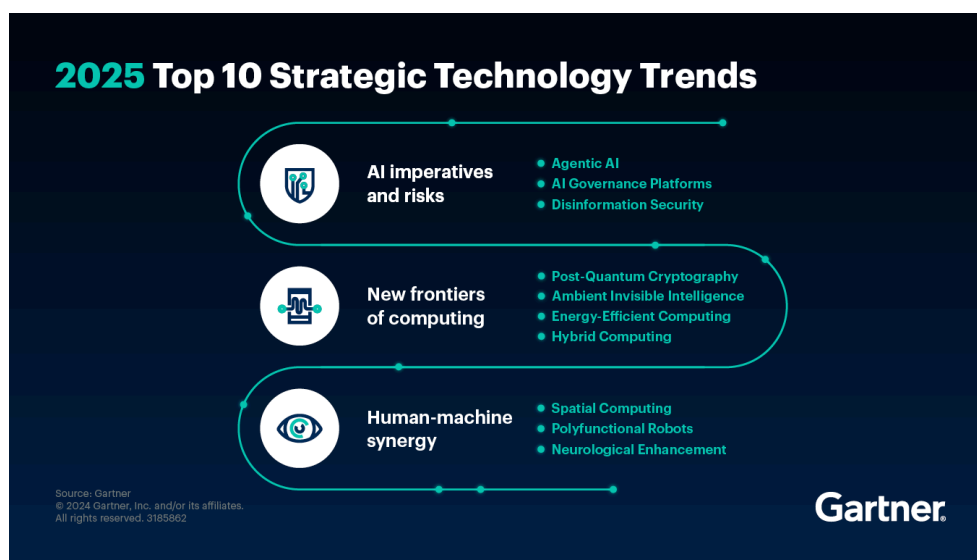 2025 Top 10 Strategic Technology Trends
AI imperatives
and risks
Agentic AI
AI Governance Platforms
Disinformation Security
New frontiers
of computing
Post-Quantum Cryptography
Ambient Invisible Intelligence
Energy-Efficient Computing
Hybrid Computing
Human-machine
synergy
Spatial Computing
Polyfunctional Robots
Neurological Enhancement
Source: Gartner
© 2024 Gartner, Inc. and/or its affiliates.
All rights reserved. 3185862
Gartner®